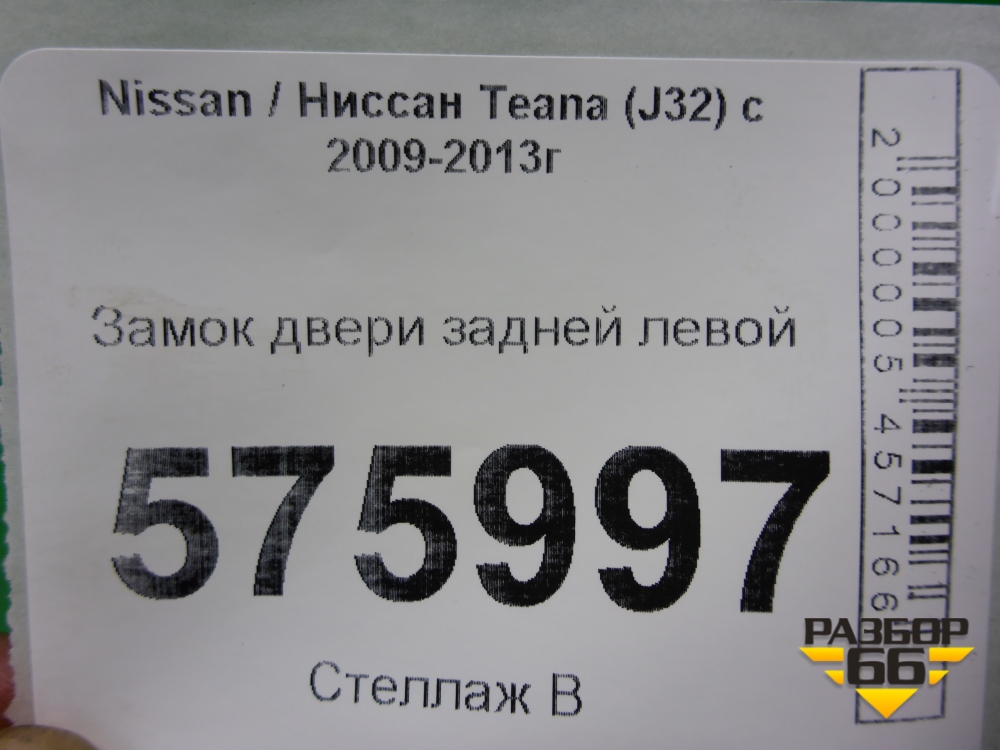 Nissan / Ниссан Teana (J32) с
2009-2013г
Замок двери задней левой
575997
Стеллаж В
2000005457166
РАЗБОР
66